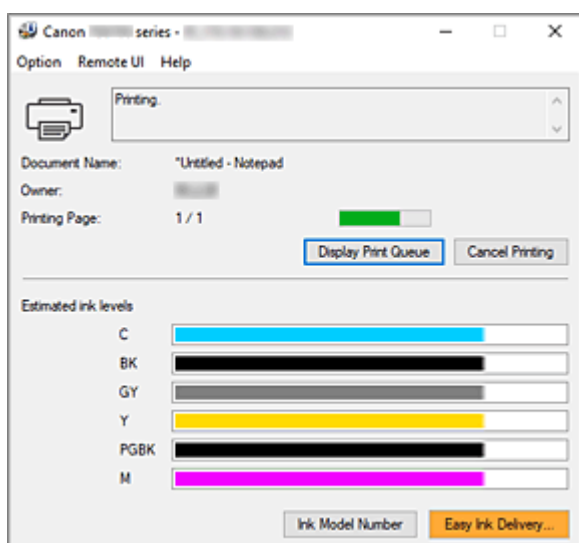 Canon series -
Option Remote UI Help
Printing.
Document Name: "Untitled - Notepad
Owner:
Printing Page: 1 / 1
Display Print Queue Cancel Printing
Estimated ink levels
C
BK
GY
Y
PGBK
M
Ink Model Number Easy Ink Delivery...